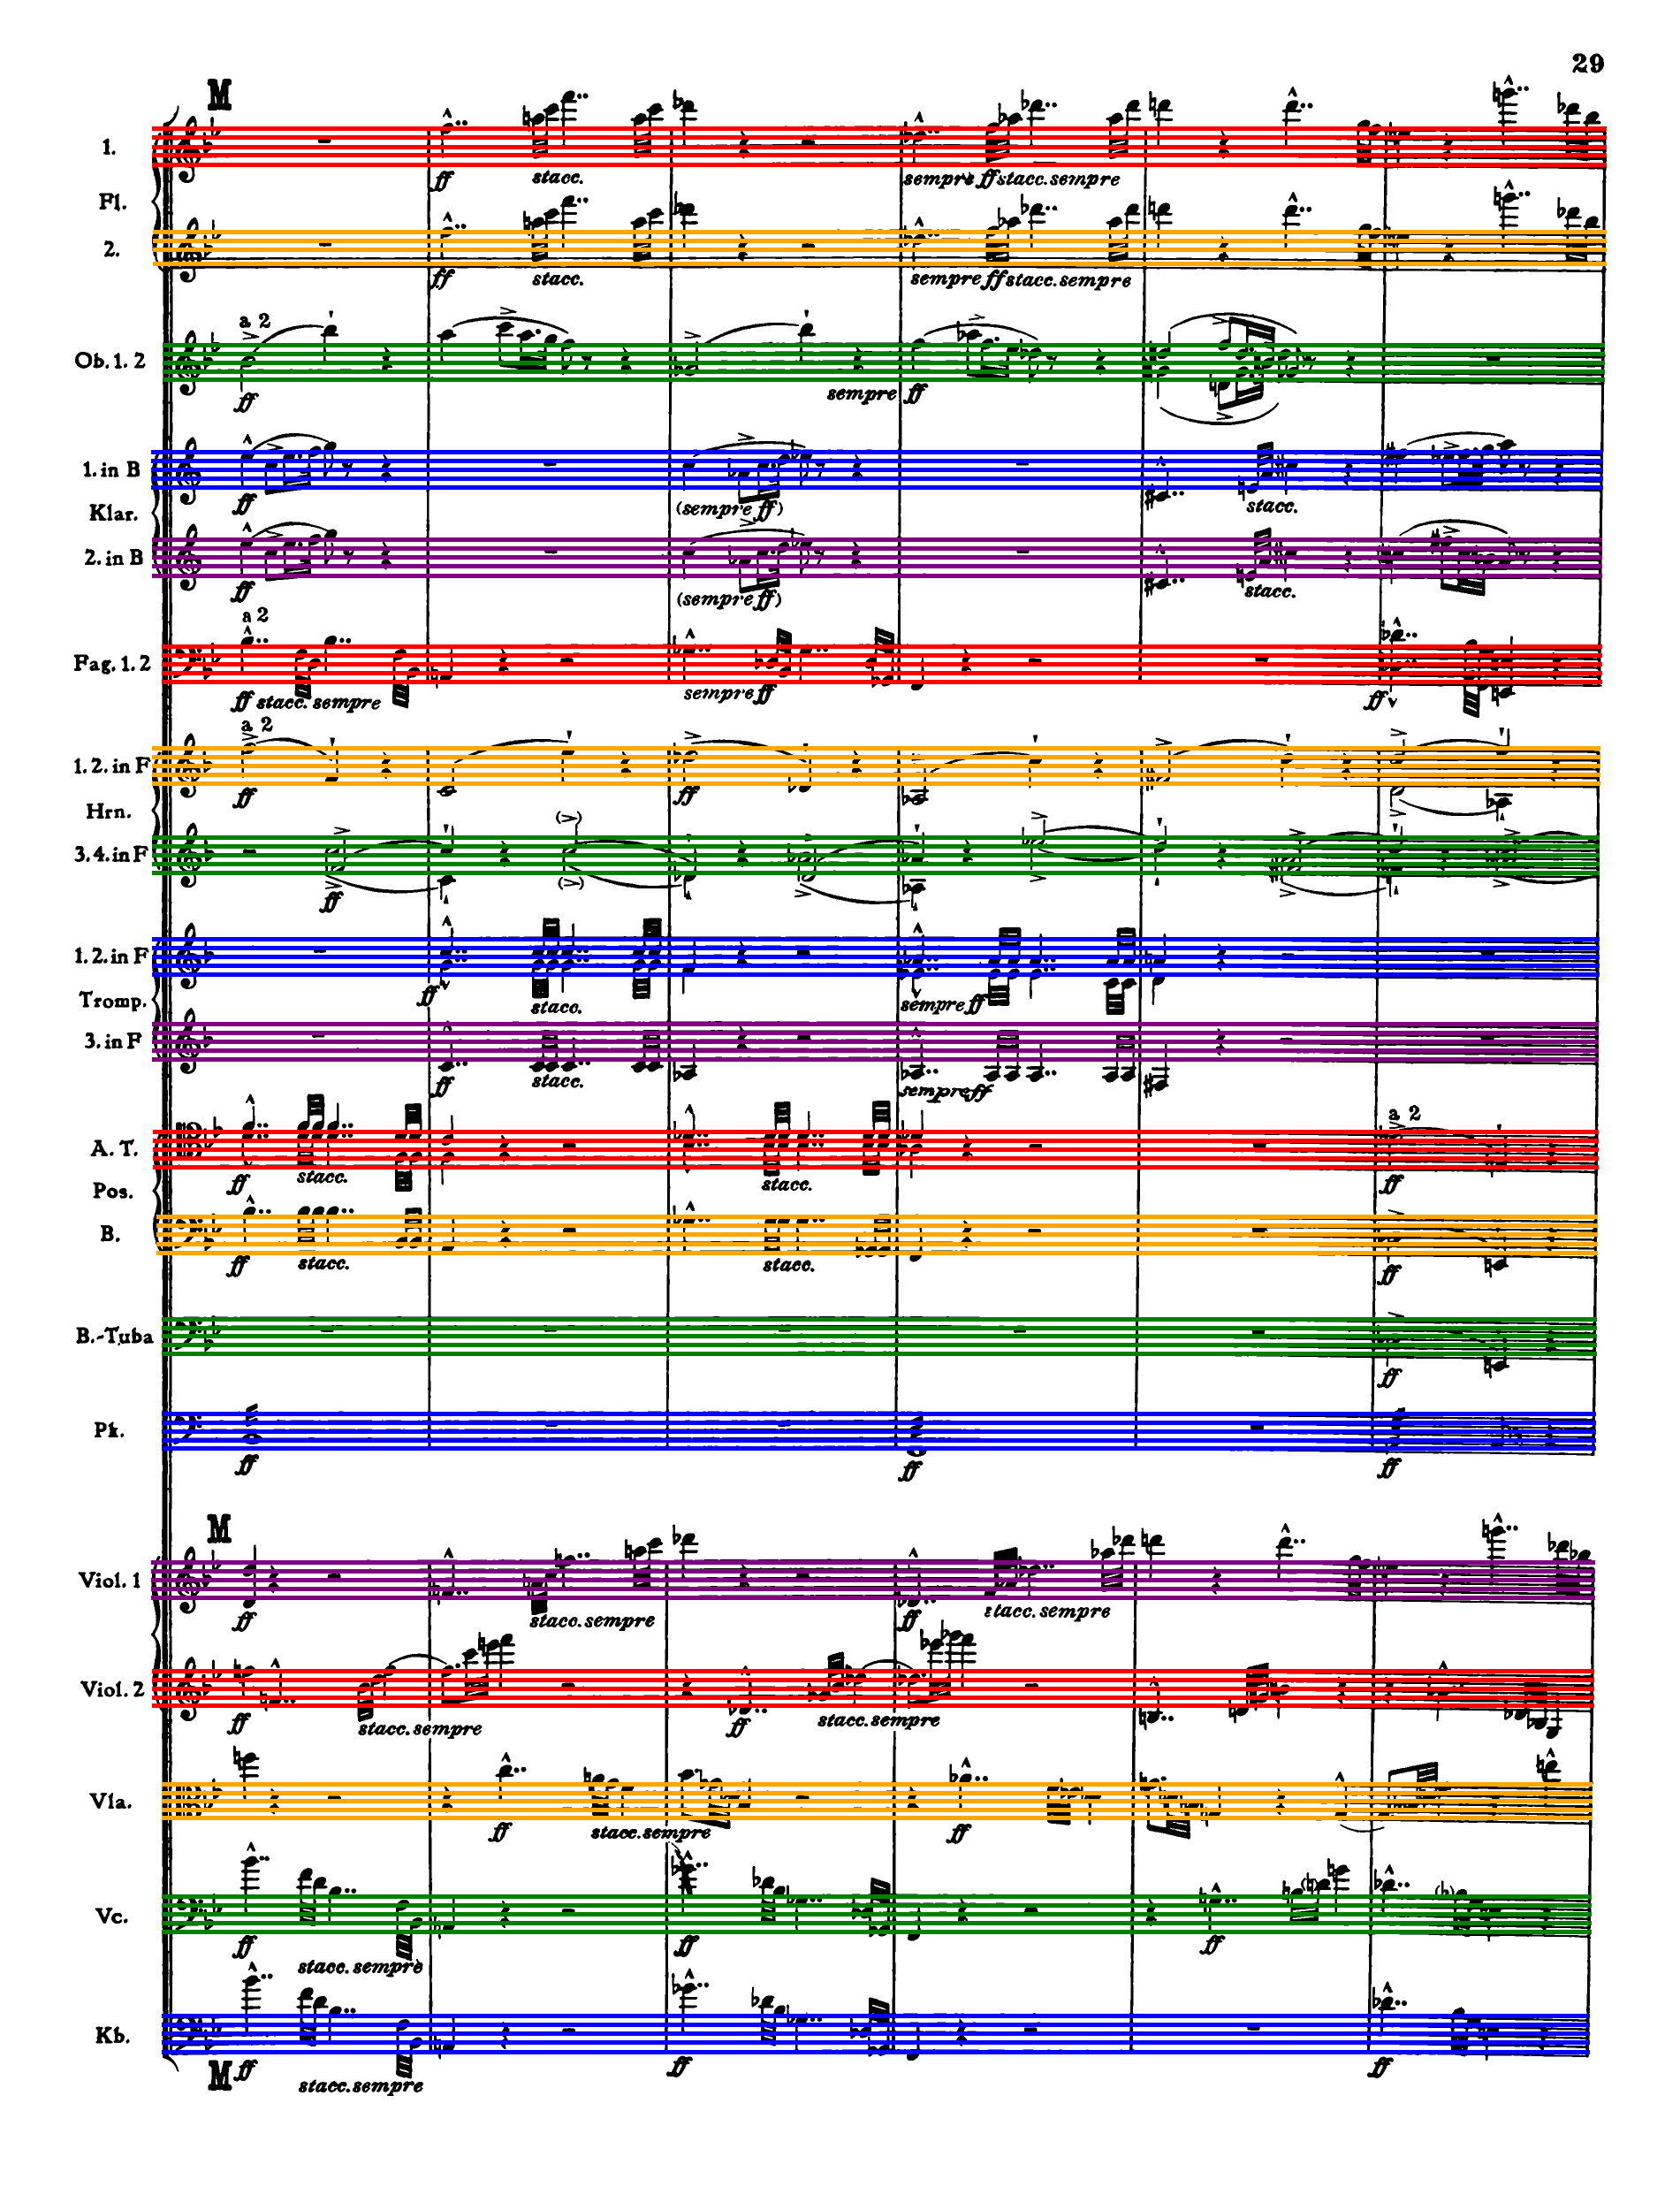 29
M
1.
ff stacc. sempre ff stacc. sempre
Fl.
2.
ff stacc. sempre ff stacc. sempre
a 2
Ob. 1. 2
ff sempre ff
1. in B
ff (sempre ff) stacc.
Klar.
2. in B
ff (sempre ff) stacc.
a 2
Fag. 1. 2
ff stacc. sempre sempre ff ff
a 2
1. 2. in F
ff ff
Hrn.
3. 4. in F
ff
1. 2. in F
ff stacc. sempre ff
Tromp.
3. in F
ff stacc. sempre ff
a 2
A. T.
ff stacc. stacc. ff
Pos.
B.
ff stacc. stacc. ff
B.-Tuba
ff
Pk.
ff ff ff
M
Viol. 1
ff stacc. sempre ff stacc. sempre
Viol. 2
ff stacc. sempre ff stacc. sempre
Vla.
ff stacc. sempre ff
Vc.
ff stacc. sempre ff ff
Kb.
ff stacc. sempre ff ff
M